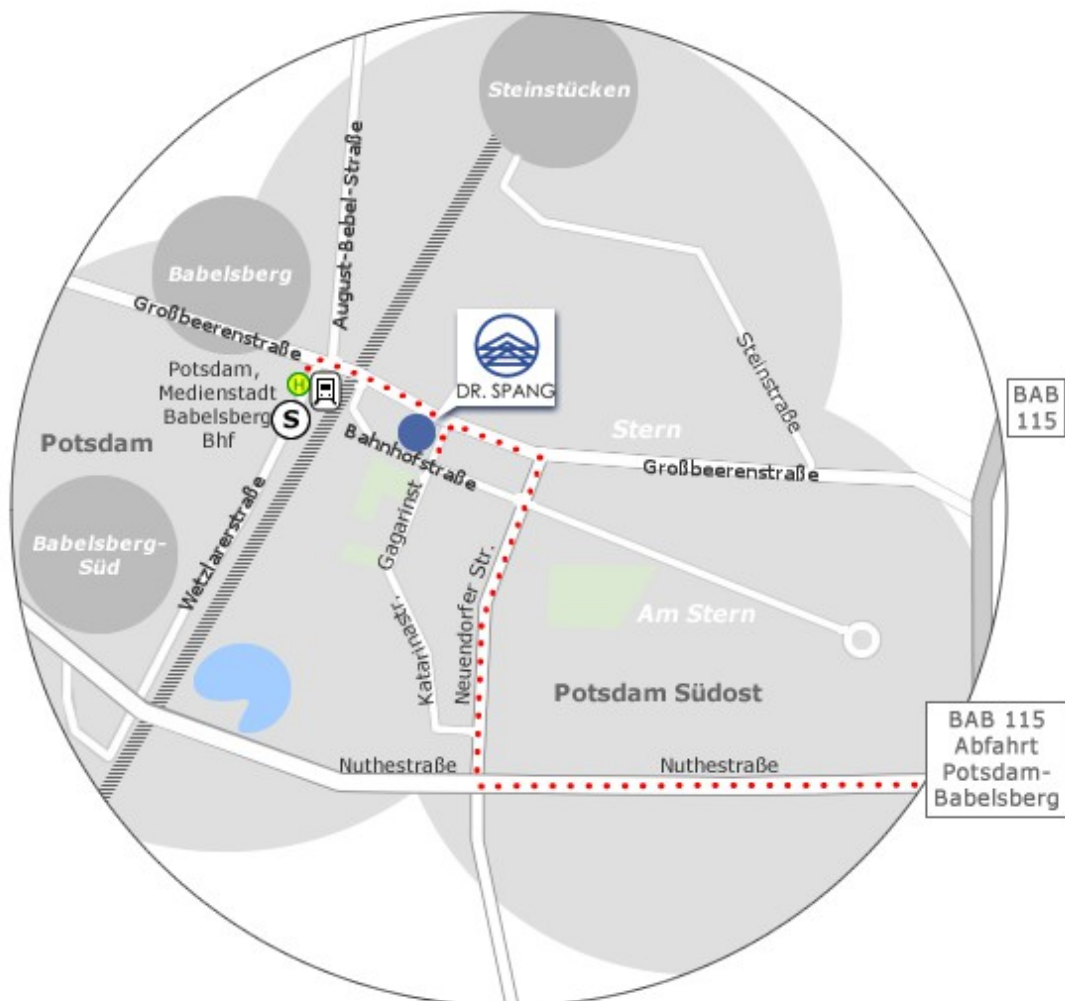 Steinstücken
August-Bebel-Straße
Babelsberg
Großbeerenstraße
DR. SPANG
Steinstraße
Potsdam,
Medienstadt
Babelsberg
Bhf
H
S
BAB
115
Potsdam
Stern
Bahnhofstraße
Großbeerenstraße
Gagarinst
Wetzlarerstraße
Babelsberg-
Süd
Neuendorfer Str.
Am Stern
Katarinastr.
Potsdam Südost
BAB 115
Abfahrt
Potsdam-
Babelsberg
Nuthestraße
Nuthestraße